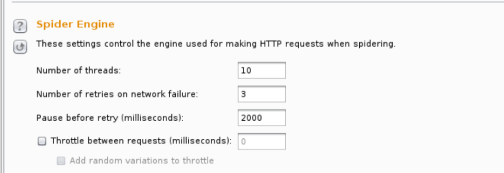 Spider Engine
These settings control the engine used for making HTTP requests when spidering.
Number of threads: 10
Number of retries on network failure: 3
Pause before retry (milliseconds): 2000
Throttle between requests (milliseconds): 0
Add random variations to throttle